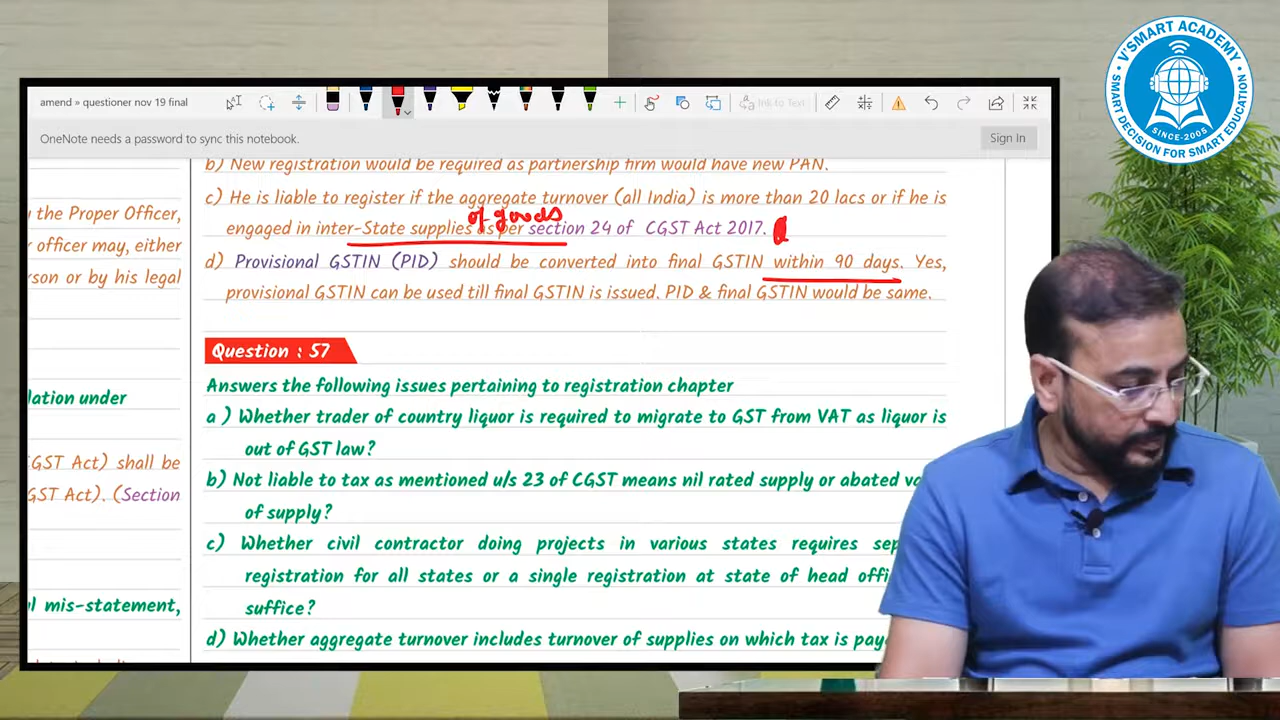 V'SMART ACADEMY
SMART DECISION FOR SMART EDUCATION
SINCE-2005
amend » questioner nov 19 final
Ink to Text
OneNote needs a password to sync this notebook.
Sign In
y the Proper Officer,
officer may, either
rson or by his legal
lation under
GST Act) shall be
GST Act). (Section
mis-statement,
b) New registration would be required as partnership firm would have new PAN.
c) He is liable to register if the aggregate turnover (all India) is more than 20 lacs or if he is
of goods
engaged in inter-State supplies as per section 24 of CGST Act 2017.
d) Provisional GSTIN (PID) should be converted into final GSTIN within 90 days. Yes,
provisional GSTIN can be used till final GSTIN is issued. PID & final GSTIN would be same.
Question : 57
Answers the following issues pertaining to registration chapter
a ) Whether trader of country liquor is required to migrate to GST from VAT as liquor is
out of GST law?
b) Not liable to tax as mentioned u/s 23 of CGST means nil rated supply or abated
of supply?
c) Whether civil contractor doing projects in various states requires
registration for all states or a single registration at state of head
suffice?
d) Whether aggregate turnover includes turnover of supplies on which tax is